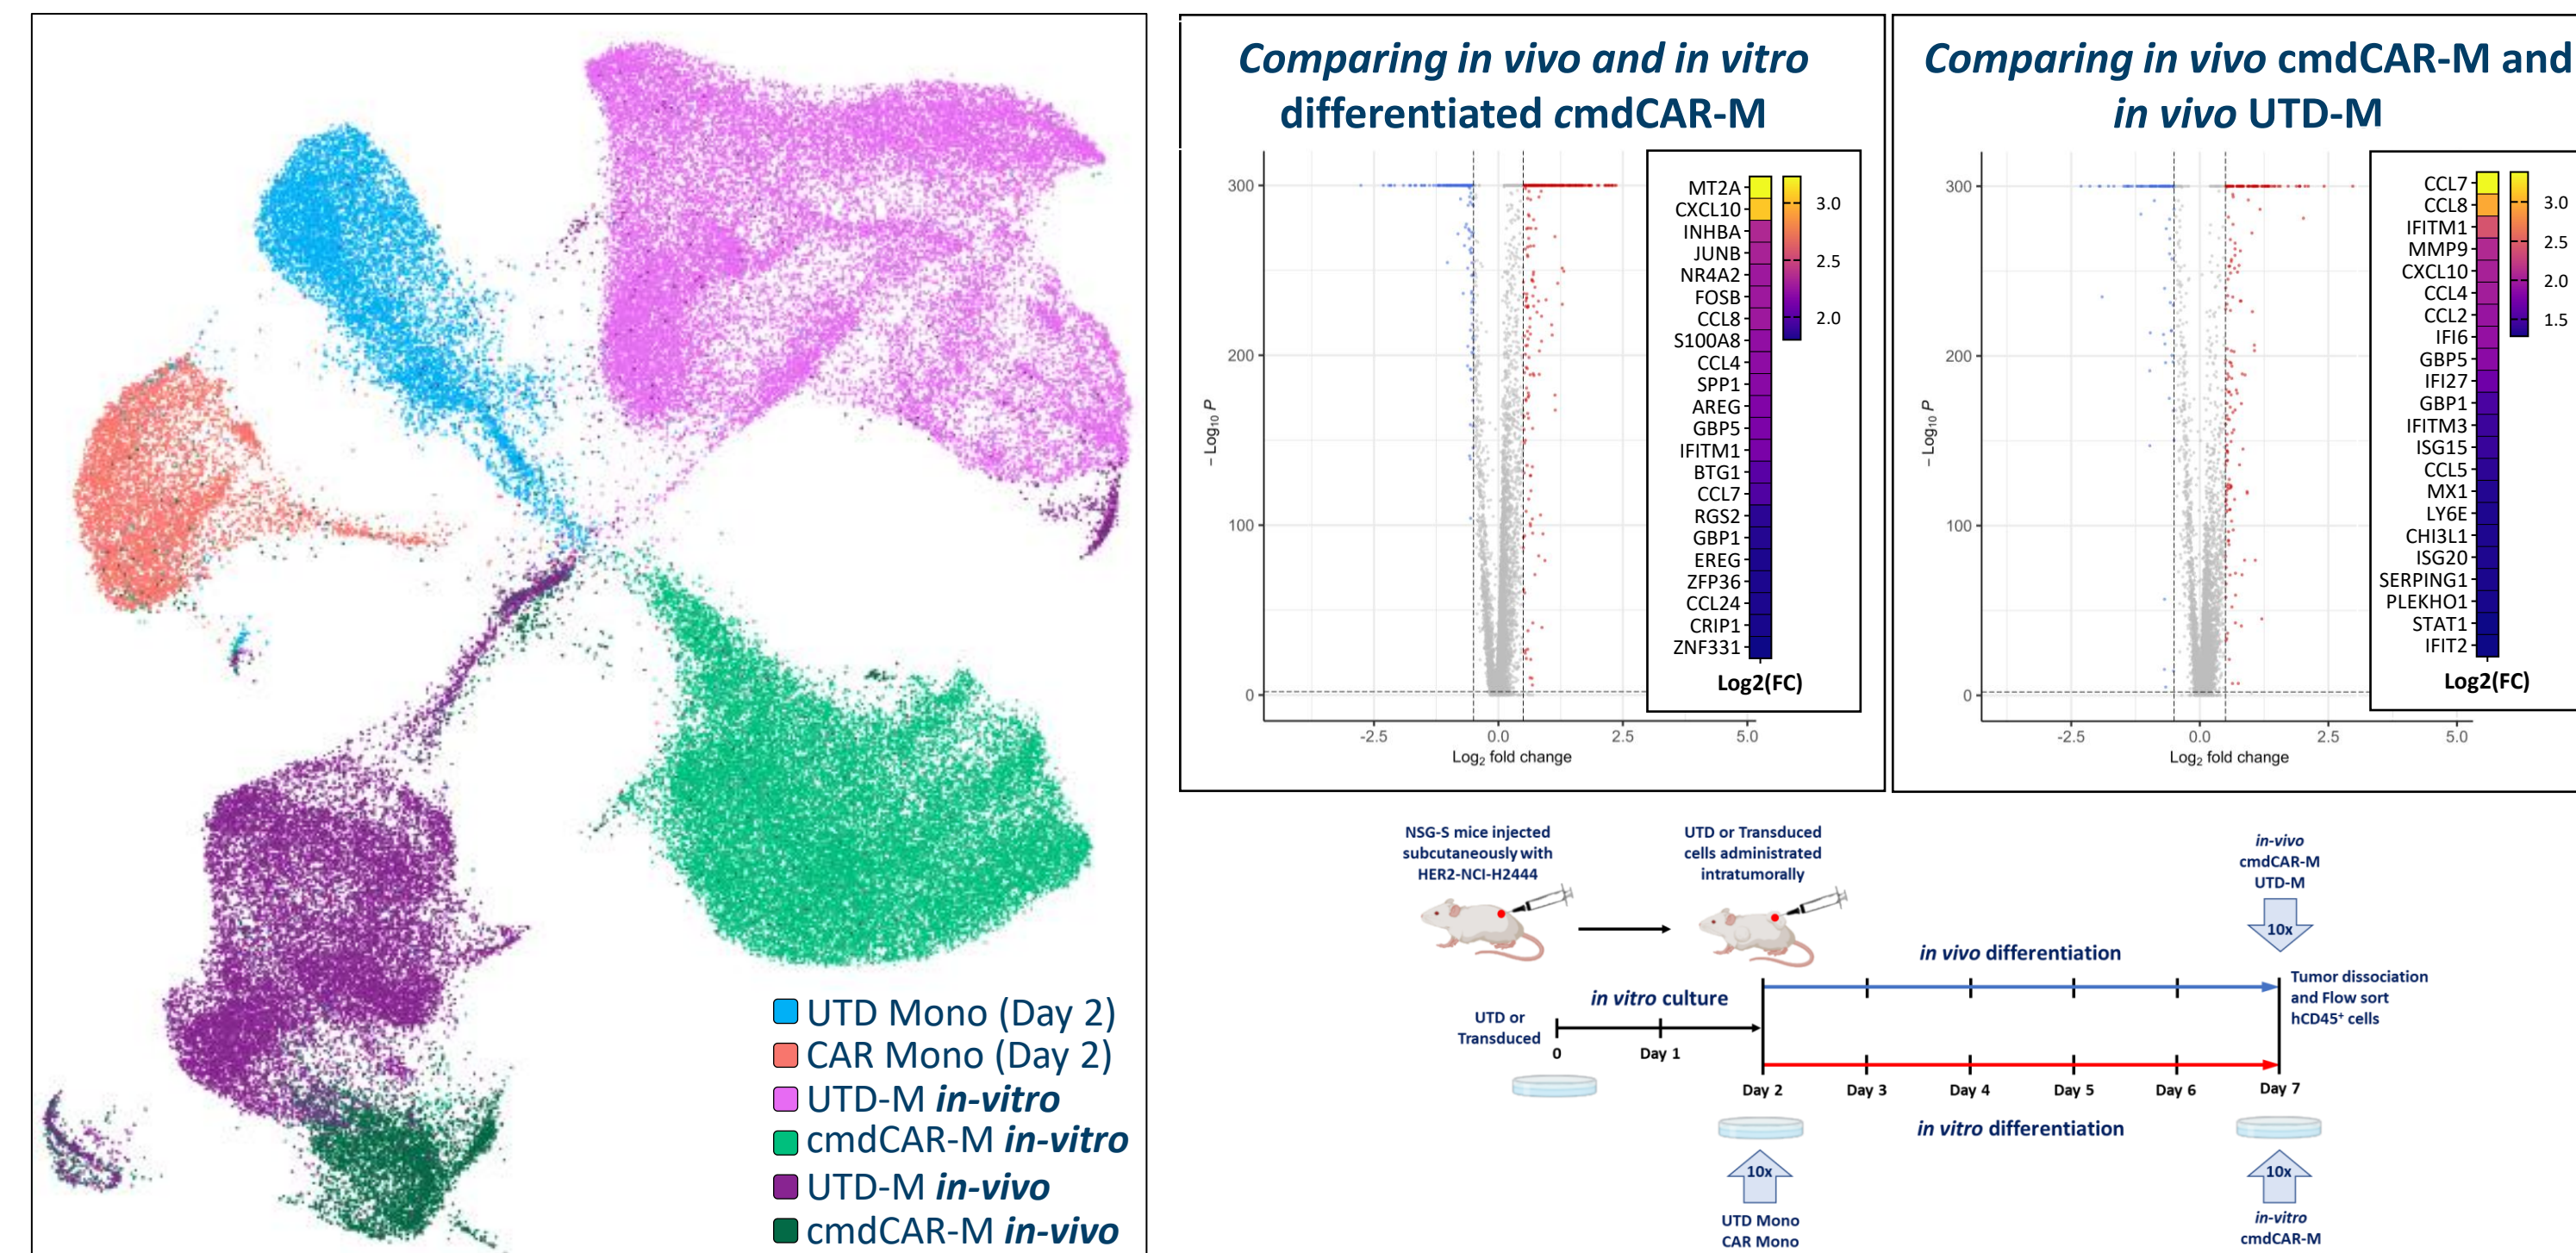 UTD Mono (Day 2)
CAR Mono (Day 2)
UTD-M in-vitro
cmdCAR-M in-vitro
UTD-M in-vivo
cmdCAR-M in-vivo
Comparing in vivo and in vitro
differentiated cmdCAR-M
300
200
100
0
– Log10 P
-2.5
0.0
2.5
5.0
Log2 fold change
MT2A
CXCL10
INHBA
JUNB
NR4A2
FOSB
CCL8
S100A8
CCL4
SPP1
AREG
GBP5
IFITM1
BTG1
CCL7
RGS2
GBP1
EREG
ZFP36
CCL24
CRIP1
ZNF331
3.0
2.5
2.0
Log2(FC)
Comparing in vivo cmdCAR-M and
in vivo UTD-M
300
200
100
0
– Log10 P
-2.5
0.0
2.5
5.0
Log2 fold change
CCL7
CCL8
IFITM1
MMP9
CXCL10
CCL4
CCL2
IFI6
GBP5
IFI27
GBP1
IFITM3
ISG15
CCL5
MX1
LY6E
CHI3L1
ISG20
SERPING1
PLEKHO1
STAT1
IFIT2
3.0
2.5
2.0
1.5
Log2(FC)
NSG-S mice injected
subcutaneously with
HER2-NCI-H2444
UTD or Transduced
cells administrated
intratumorally
in-vivo
cmdCAR-M
UTD-M
10x
in vivo differentiation
Tumor dissociation
and Flow sort
hCD45+ cells
in vitro culture
UTD or
Transduced
0
Day 1
Day 2
Day 3
Day 4
Day 5
Day 6
Day 7
in vitro differentiation
10x
UTD Mono
CAR Mono
10x
in-vitro
cmdCAR-M